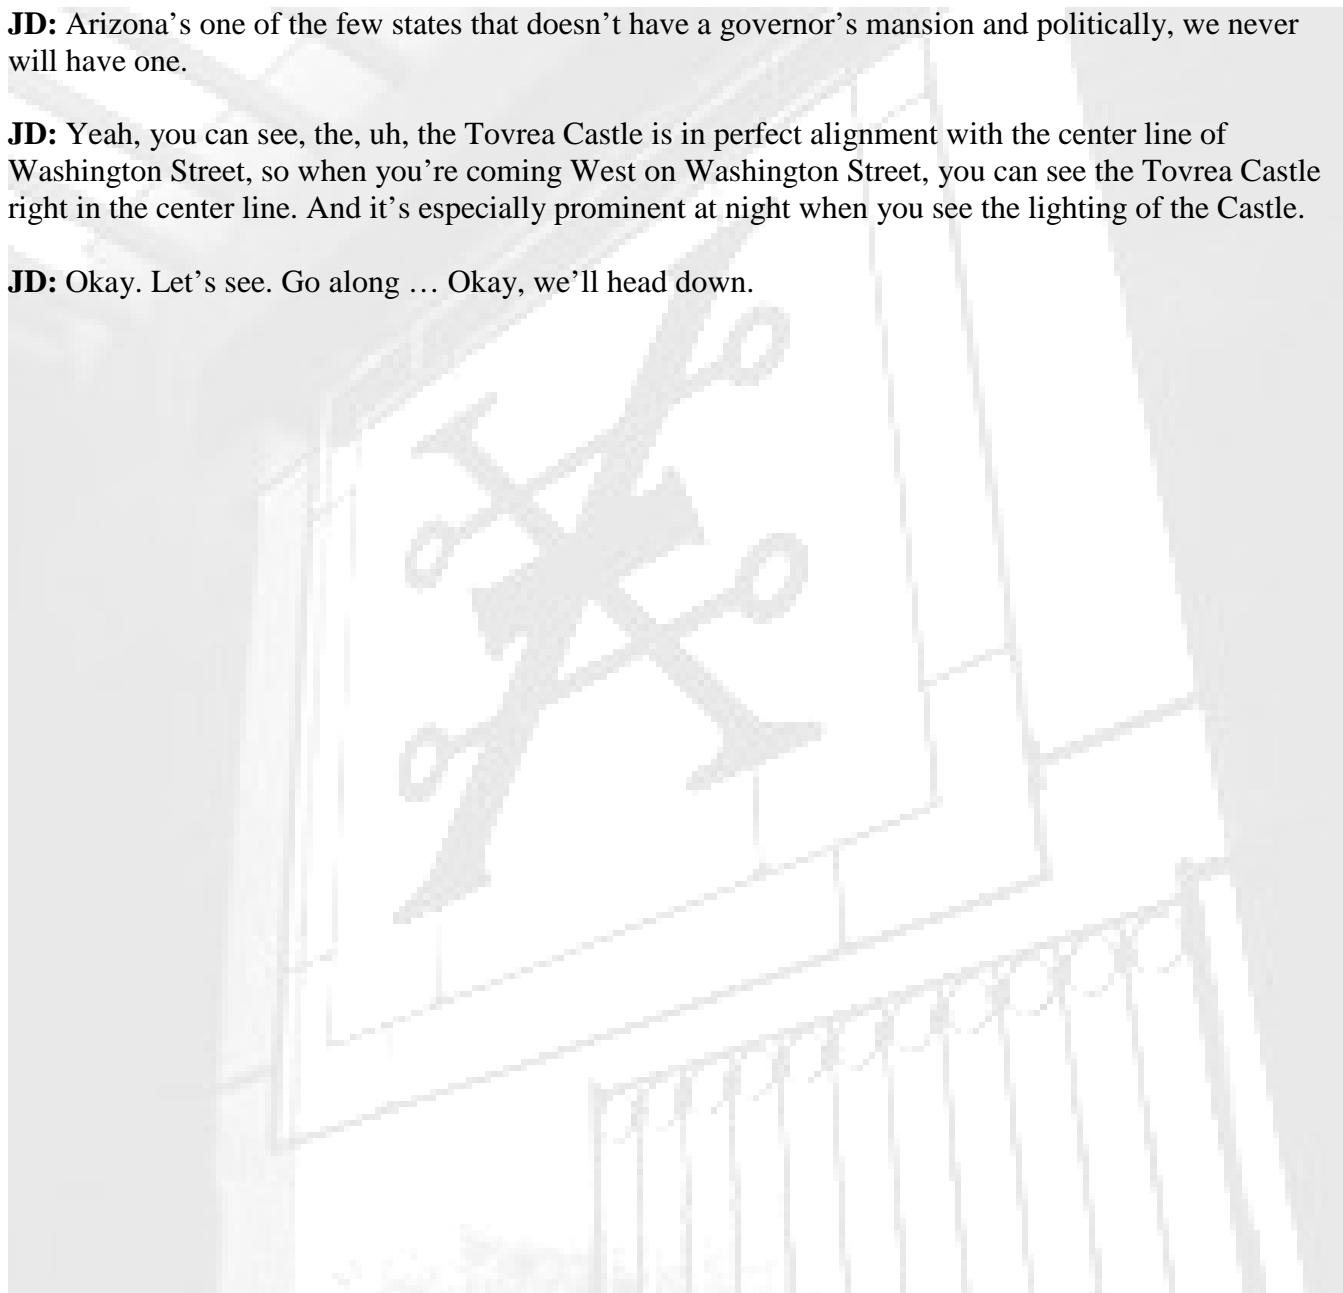 JD: Arizona’s one of the few states that doesn’t have a governor’s mansion and politically, we never
will have one.
JD: Yeah, you can see, the, uh, the Tovrea Castle is in perfect alignment with the center line of
Washington Street, so when you’re coming West on Washington Street, you can see the Tovrea Castle
right in the center line. And it’s especially prominent at night when you see the lighting of the Castle.
JD: Okay. Let’s see. Go along … Okay, we’ll head down.